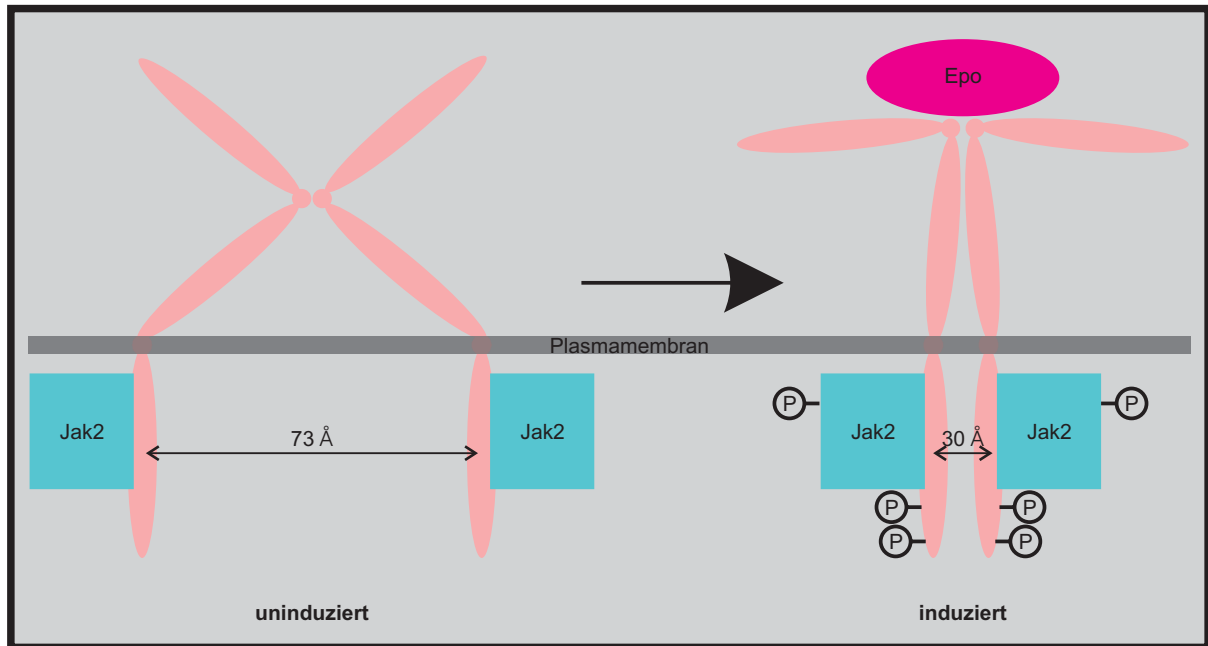 Epo
Plasmamembran
Jak2
73 Å
Jak2
P
Jak2
30 Å
Jak2
P
P
P
P
P
uninduziert
induziert